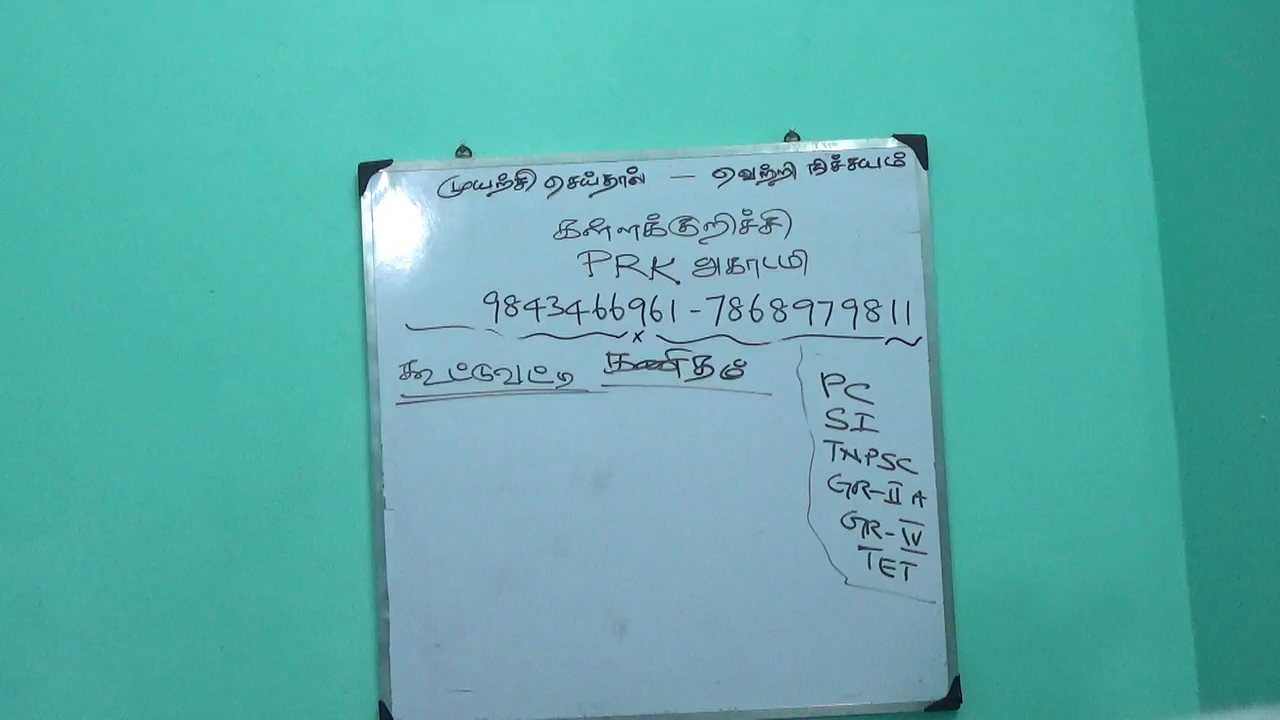 முயற்சி செய்தால் — வெற்றி நிச்சயம்
கள்ளக்குறிச்சி
PRK அகாடமி
9843466961-7868979811
x
கூட்டுவட்டி கணிதம்
PC
SI
TNPSC
GR-II A
GR-IV
TET